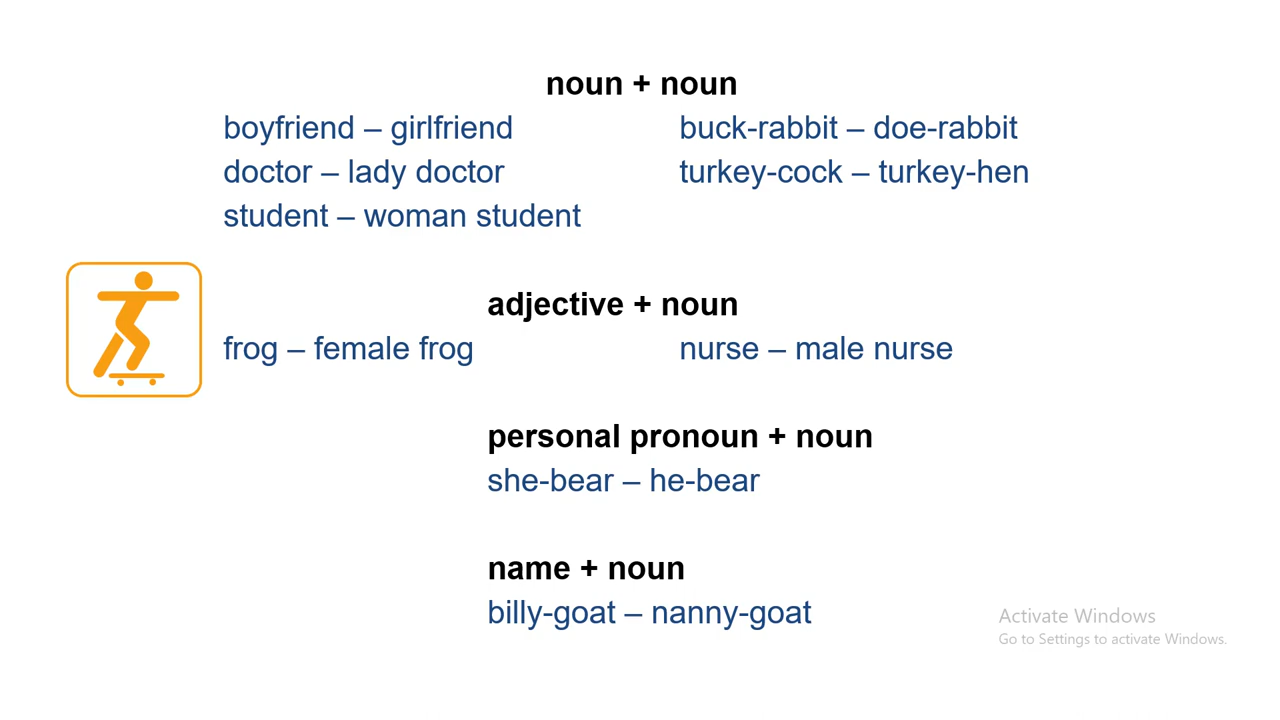 noun + noun
boyfriend – girlfriend buck-rabbit – doe-rabbit
doctor – lady doctor turkey-cock – turkey-hen
student – woman student
adjective + noun
frog – female frog nurse – male nurse
personal pronoun + noun
she-bear – he-bear
name + noun
billy-goat – nanny-goat
Activate Windows
Go to Settings to activate Windows.